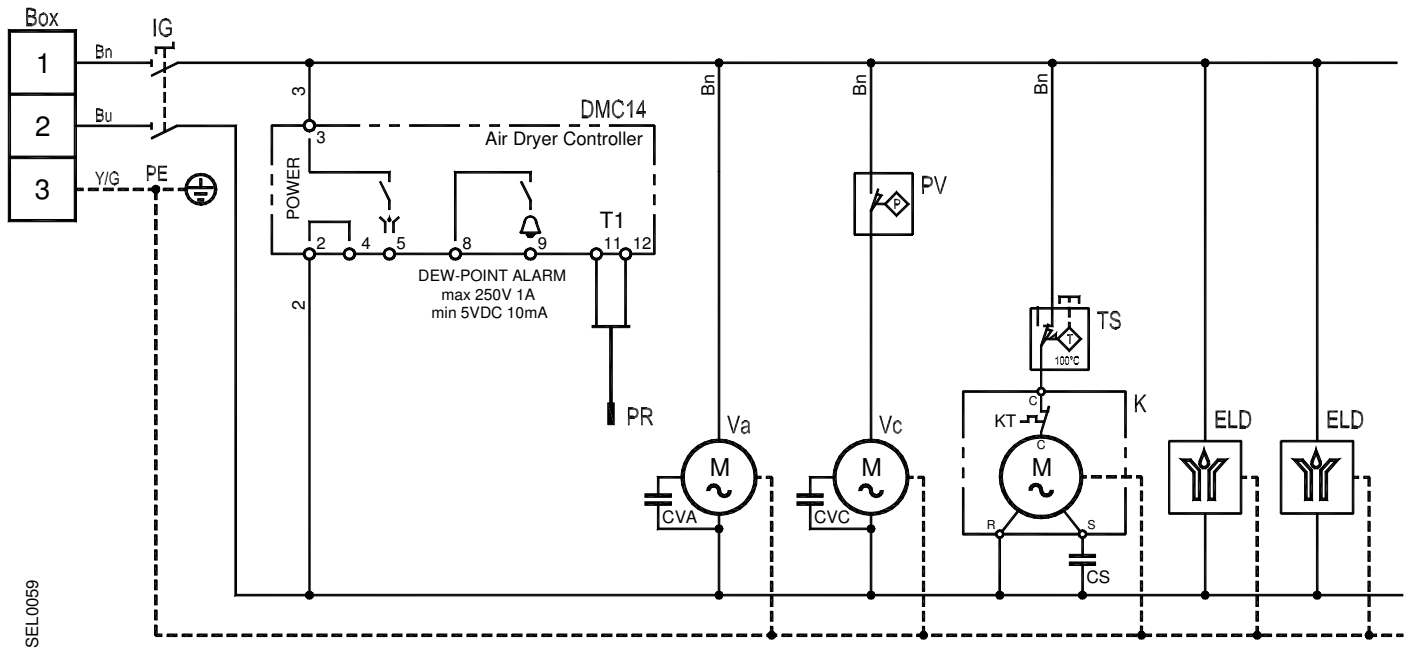 Box
IG
1
Bn
2
Bu
3
Y/G
PE
3
DMC14
Air Dryer Controller
3
POWER
T1
2
4
5
8
9
11
12
DEW-POINT ALARM
max 250V 1A
min 5VDC 10mA
2
PR
Bn
Va
M
CVA
Bn
PV
P
Vc
M
CVC
Bn
TS
T
100°C
K
C
KT
C
M
R
S
CS
ELD
ELD
SEL0059